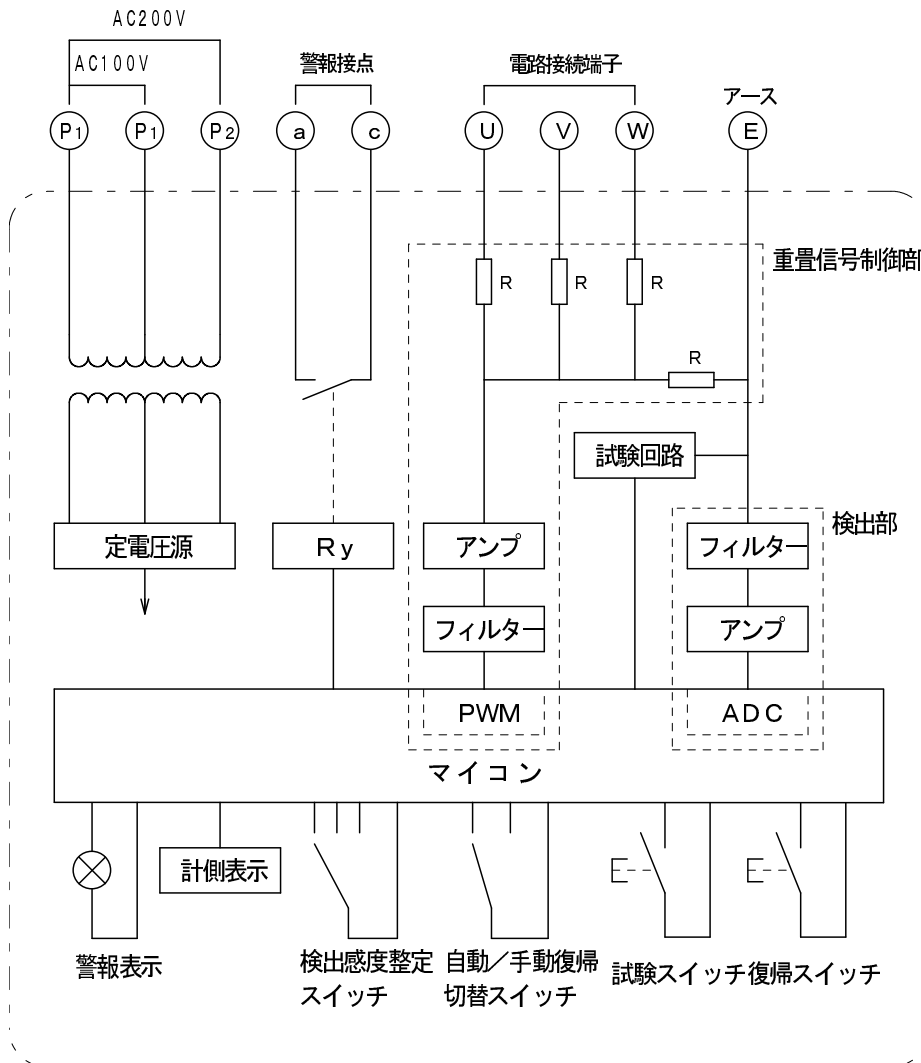 AC200V
AC100V
警報接点
電路接続端子
アース
P1
P1
P2
a
c
U
V
W
E
重畳信号制御部
R
R
R
R
試験回路
検出部
定電圧源
Ry
アンプ
フィルター
フィルター
アンプ
PWM
ADC
マイコン
計側表示
警報表示
検出感度整定
スイッチ
自動/手動復帰
切替スイッチ
試験スイッチ
復帰スイッチ